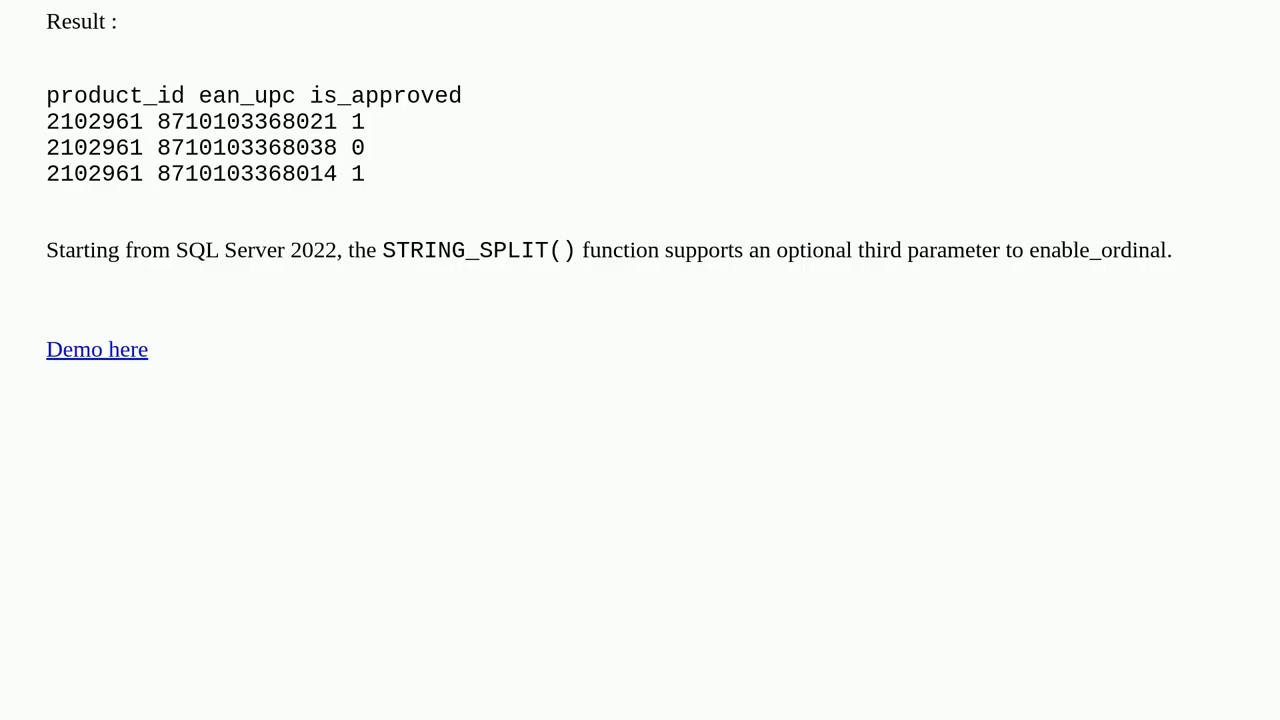 Result :
product_id ean_upc is_approved
2102961 8710103368021 1
2102961 8710103368038 0
2102961 8710103368014 1
Starting from SQL Server 2022, the STRING_SPLIT() function supports an optional third parameter to enable_ordinal.
Demo here